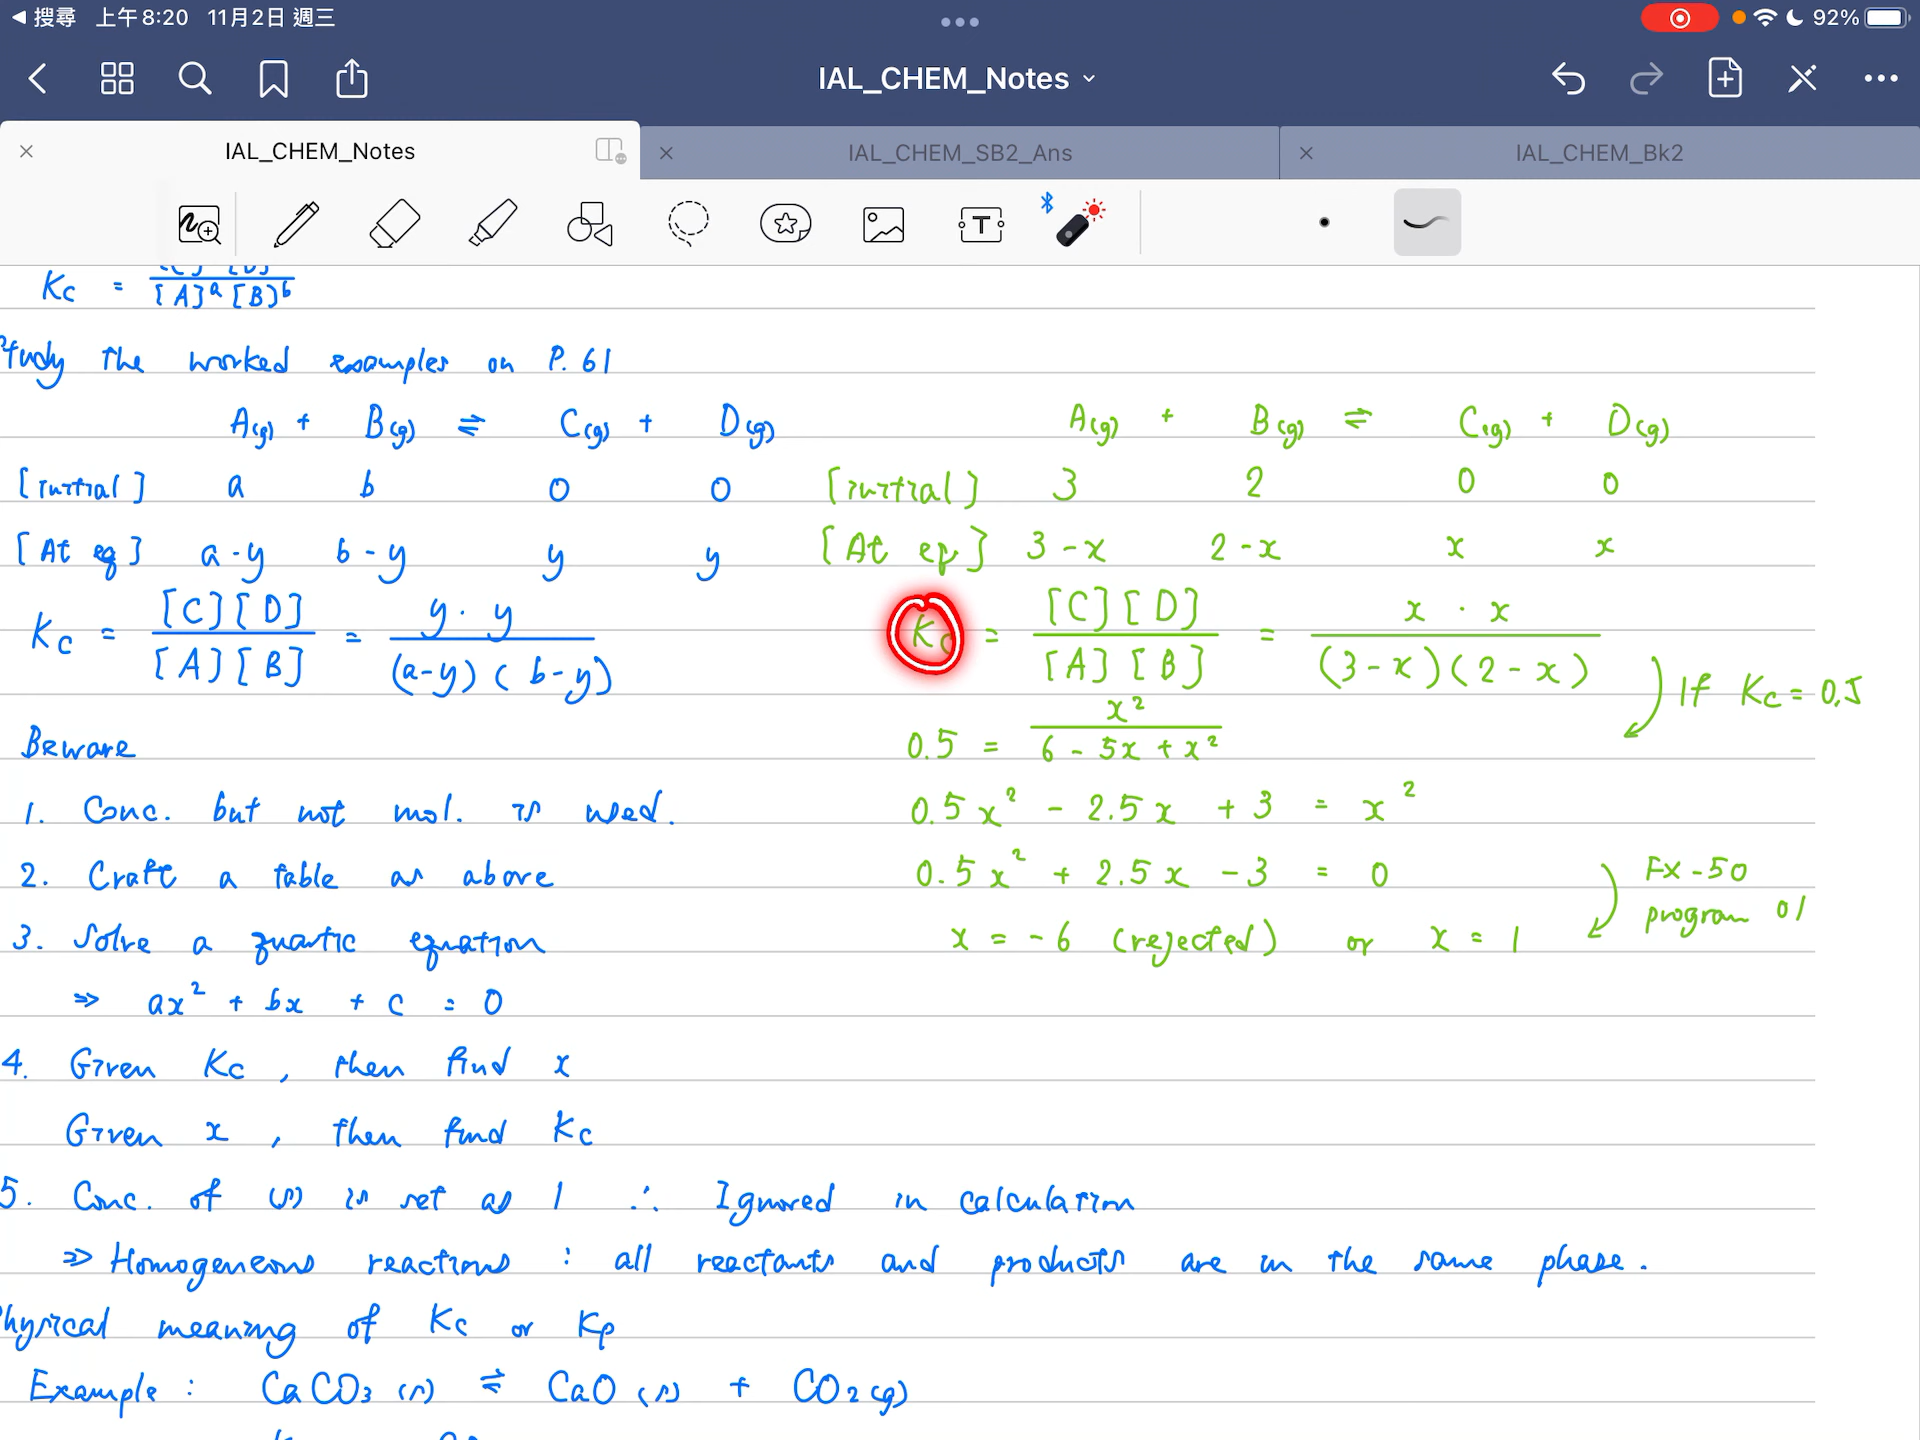 搜尋 上午8:20 11月2日 週三 92%
IAL_CHEM_Notes
IAL_CHEM_Notes IAL_CHEM_SB2_Ans IAL_CHEM_Bk2
Kc = [C] [D] / [A]^a [B]^b
Study the worked examples on P. 61
A(g) + B(g) ⇌ C(g) + D(g)
[initial] a b 0 0
[At eq] a-y b-y y y
Kc = [C][D] / [A][B] = y·y / (a-y)(b-y)
Beware
1. Conc. but not mol. is used.
2. Craft a table as above
3. Solve a quartic equation
⇒ ax² + bx + c = 0
4. Given Kc, then find x
Given x, then find Kc
A(g) + B(g) ⇌ C(g) + D(g)
[initial] 3 2 0 0
[At eq] 3-x 2-x x x
Kc = [C][D] / [A][B] = x·x / (3-x)(2-x)
If Kc = 0.5
0.5 = x² / 6 - 5x + x²
0.5x² - 2.5x + 3 = x²
0.5x² + 2.5x - 3 = 0
FX-50
program 01
x = -6 (rejected) or x = 1
5. Conc. of (s) is set as 1 ∴ Ignored in calculation
⇒ Homogeneous reactions : all reactants and products are in the same phase.
Physical meaning of Kc or Kp
Example : CaCO₃(s) ⇌ CaO(s) + CO₂(g)